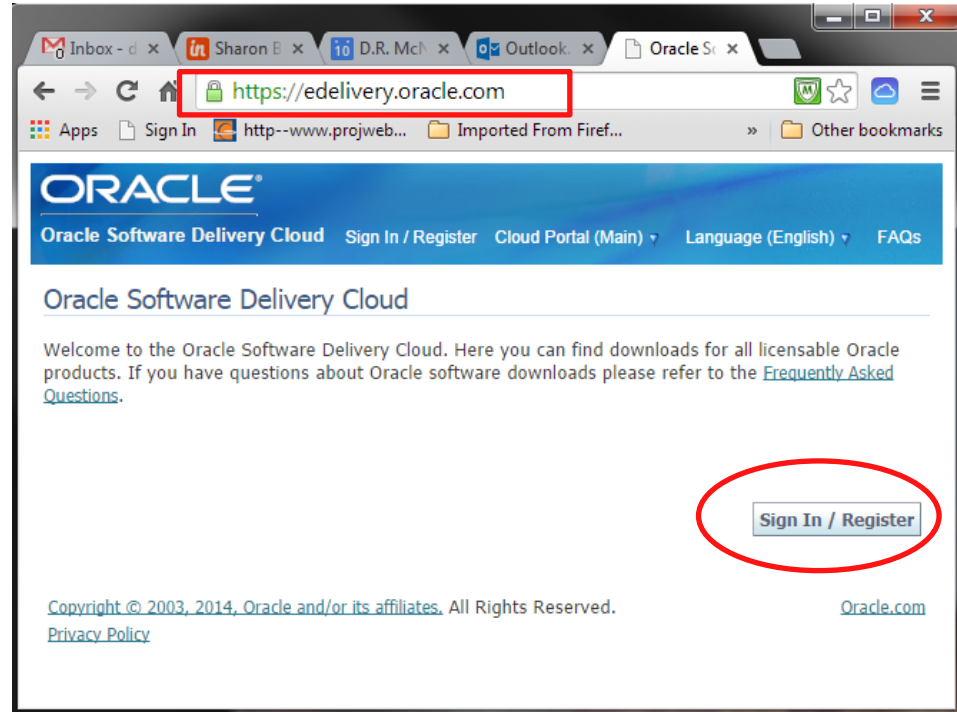 Inbox - d
Sharon B
D.R. McN
Outlook.
Oracle So
https://edelivery.oracle.com
Apps Sign In http--www.projweb... Imported From Firef... » Other bookmarks
ORACLE®
Oracle Software Delivery Cloud Sign In / Register Cloud Portal (Main) Language (English) FAQs
Oracle Software Delivery Cloud
Welcome to the Oracle Software Delivery Cloud. Here you can find downloads for all licensable Oracle
products. If you have questions about Oracle software downloads please refer to the Frequently Asked
Questions.
Sign In / Register
Copyright © 2003, 2014, Oracle and/or its affiliates. All Rights Reserved. Oracle.com
Privacy Policy